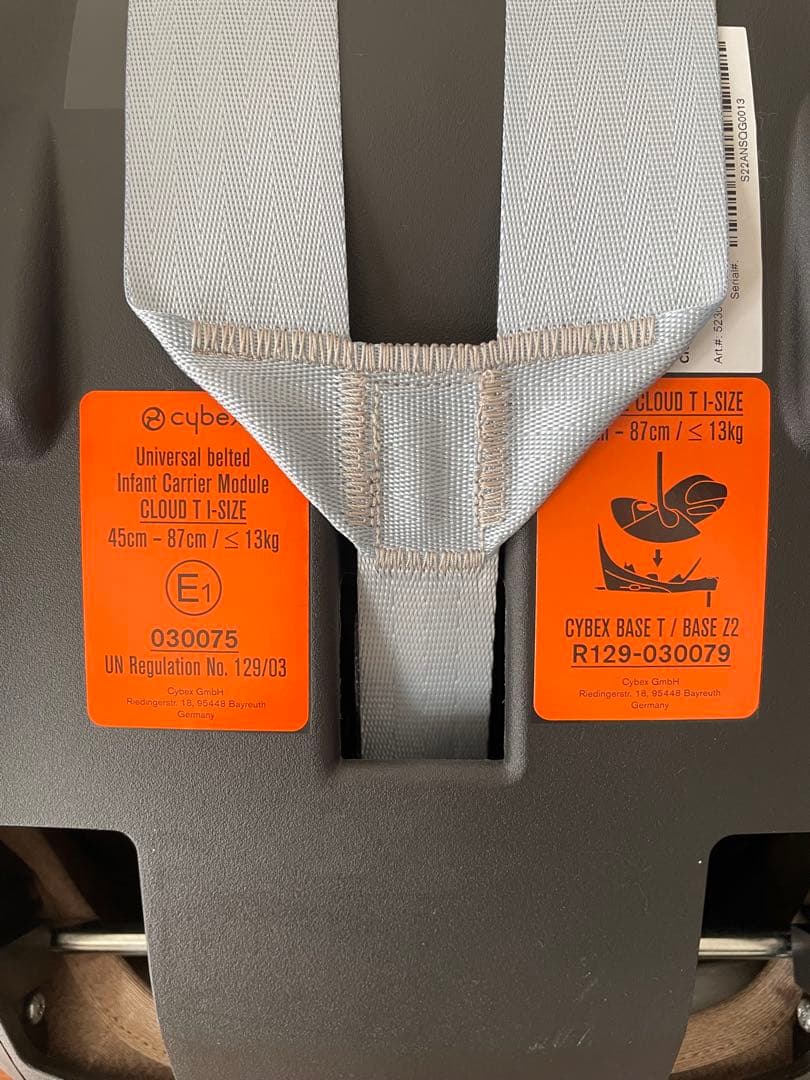 cybex
Universal belted
Infant Carrier Module
CLOUD T I-SIZE
45cm – 87cm / ≤ 13kg
E1
030075
UN Regulation No. 129/03
Cybex GmbH
Riedingerstr. 18, 95448 Bayreuth
Germany
CLOUD T I-SIZE
– 87cm / ≤ 13kg
CYBEX BASE T / BASE Z2
R129-030079
Cybex GmbH
Riedingerstr. 18, 95448 Bayreuth
Germany
Art.#:
Serial#:
S22ANSQG0013